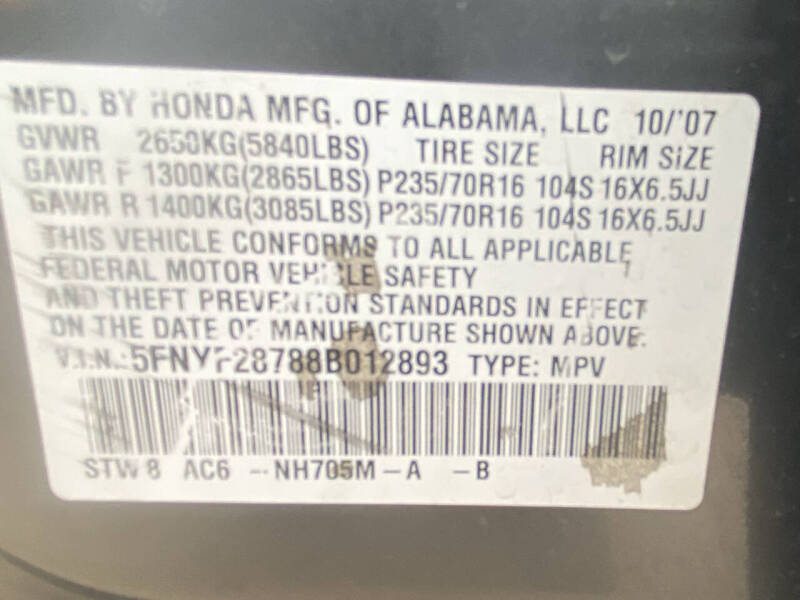 MFD. BY HONDA MFG. OF ALABAMA, LLC 10/'07
GVWR 2650KG(5840LBS) TIRE SIZE RIM SIZE
GAWR F 1300KG(2865LBS) P235/70R16 104S 16X6.5JJ
GAWR R 1400KG(3085LBS) P235/70R16 104S 16X6.5JJ
THIS VEHICLE CONFORMS TO ALL APPLICABLE
FEDERAL MOTOR VEHICLE SAFETY
AND THEFT PREVENTION STANDARDS IN EFFECT
ON THE DATE OF MANUFACTURE SHOWN ABOVE.
V.I.N.: 5FNYF28788B012893 TYPE: MPV
STW8 AC6 -- NH705M-A -B